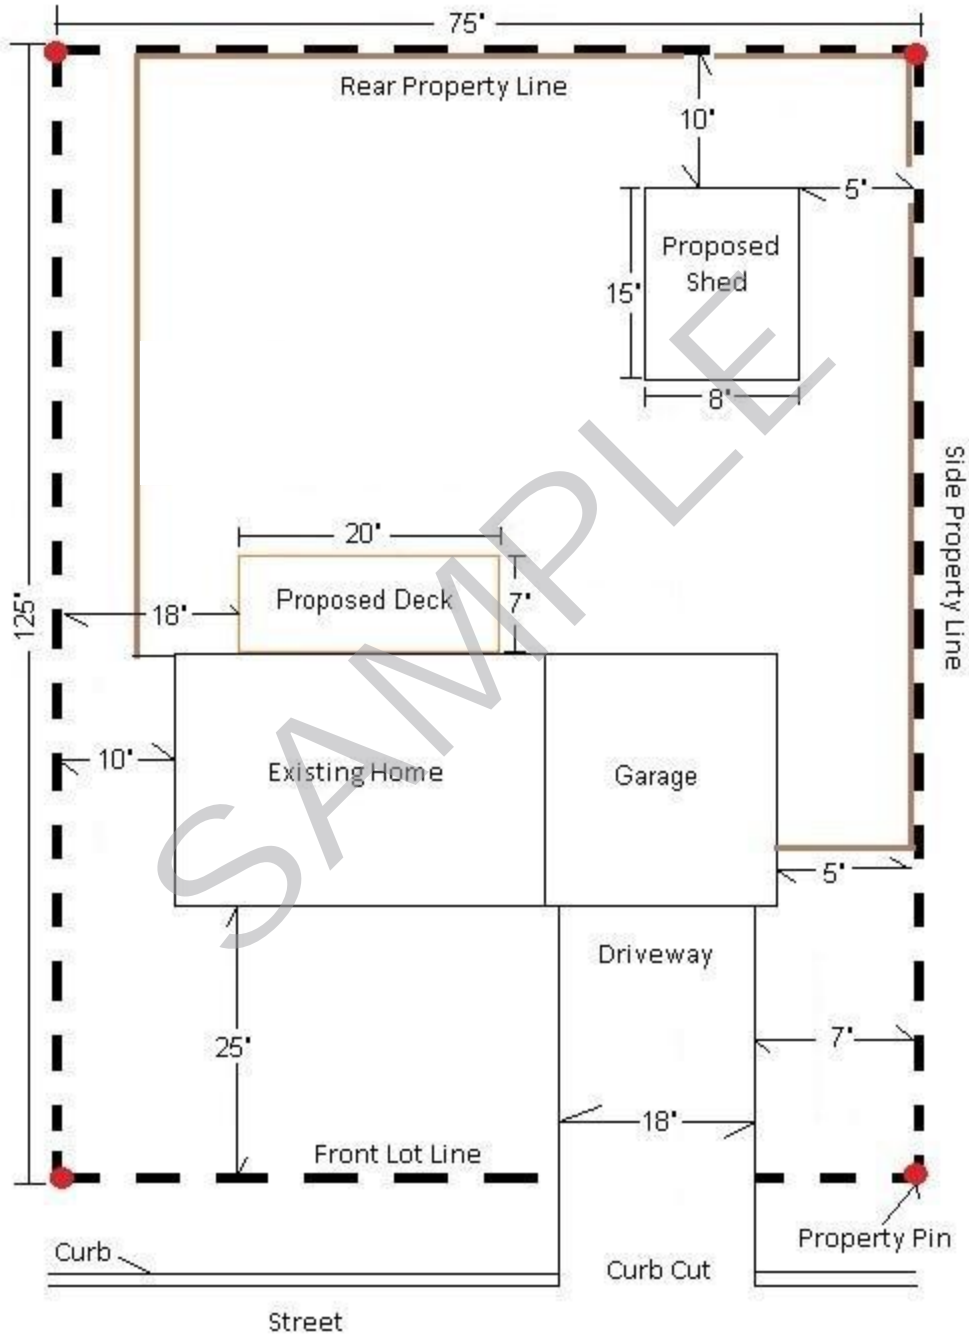 75'
Rear Property Line
10'
5'
Proposed
Shed
15'
8'
Side Property Line
20'
Proposed Deck
7'
18'
125'
10'
Existing Home
Garage
5'
Driveway
25'
7'
18'
Front Lot Line
Property Pin
Curb
Curb Cut
Street
SAMPLE